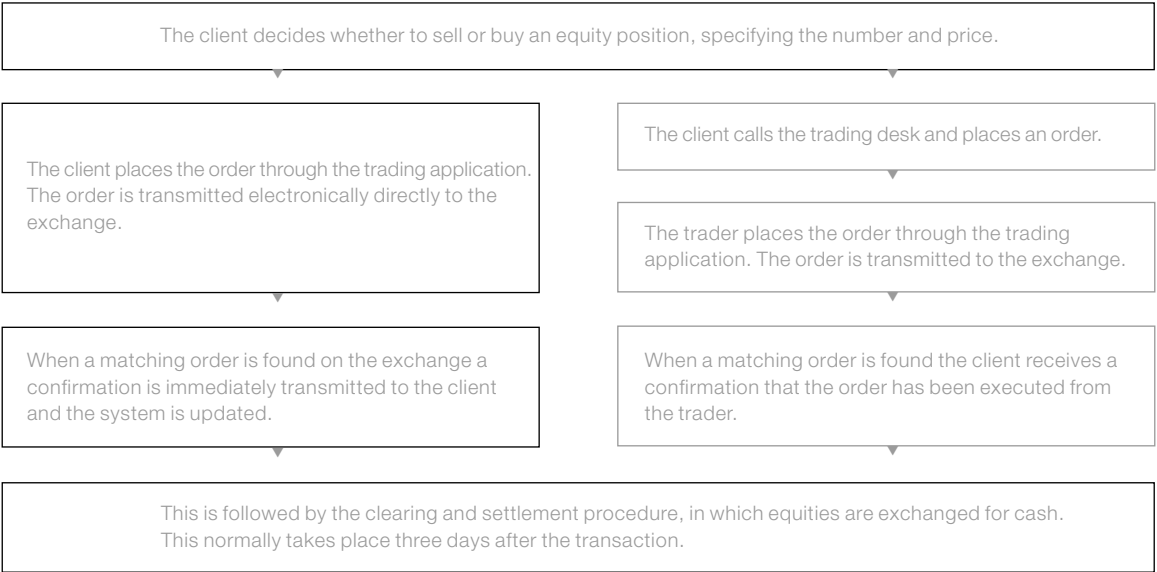 The client decides whether to sell or buy an equity position, specifying the number and price.
The client places the order through the trading application.
The order is transmitted electronically directly to the
exchange.
The client calls the trading desk and places an order.
The trader places the order through the trading
application. The order is transmitted to the exchange.
When a matching order is found on the exchange a
confirmation is immediately transmitted to the client
and the system is updated.
When a matching order is found the client receives a
confirmation that the order has been executed from
the trader.
This is followed by the clearing and settlement procedure, in which equities are exchanged for cash.
This normally takes place three days after the transaction.